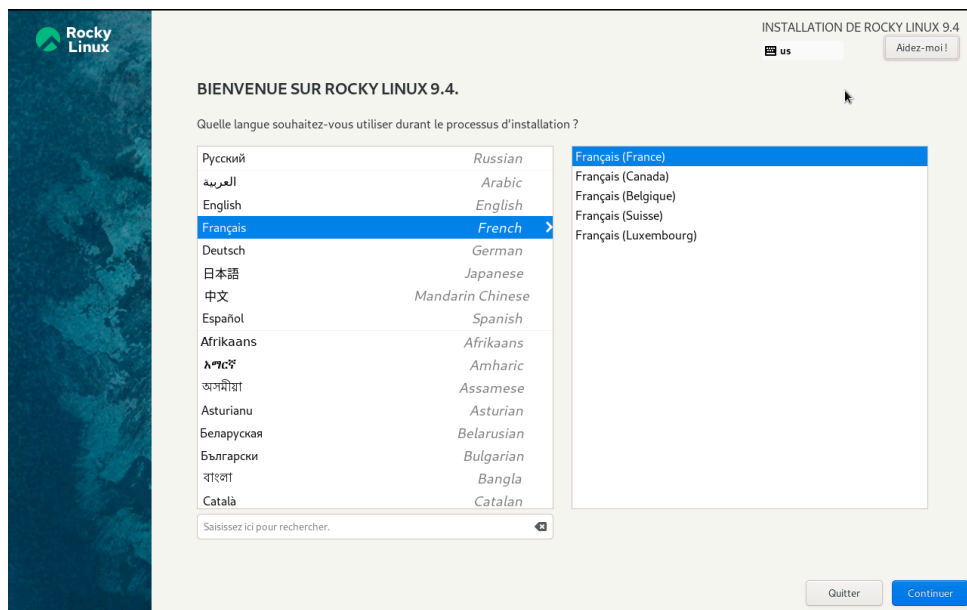 Rocky
Linux
INSTALLATION DE ROCKY LINUX 9.4
us
Aidez-moi !
BIENVENUE SUR ROCKY LINUX 9.4.
Quelle langue souhaitez-vous utiliser durant le processus d'installation ?
Русский Russian
العربية Arabic
English English
Français French
Deutsch German
日本語 Japanese
中文 Mandarin Chinese
Español Spanish
Afrikaans Afrikaans
አማርኛ Amharic
অসমীয়া Assamese
Asturianu Asturian
Беларуская Belarusian
Български Bulgarian
বাংলা Bangla
Català Catalan
Français (France)
Français (Canada)
Français (Belgique)
Français (Suisse)
Français (Luxembourg)
Saisissez ici pour rechercher.
Quitter
Continuer